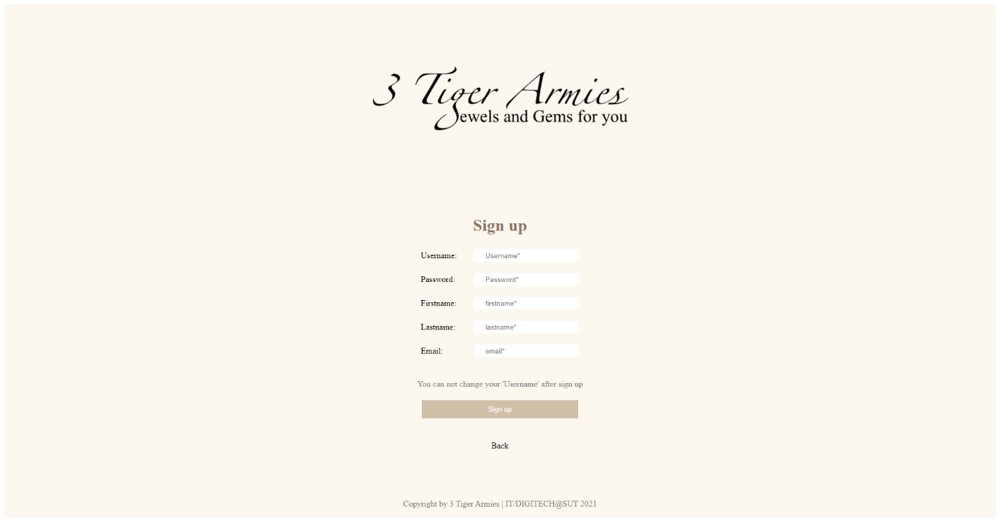 3 Tiger Armies
Jewels and Gems for you
Sign up
Username: Username*
Password: Password*
Firstname: firstname*
Lastname: lastname*
Email: email*
You can not change your 'Username' after sign up
Sign up
Back
Copyright by 3 Tiger Armies | IT/DIGITECH@SUT 2021